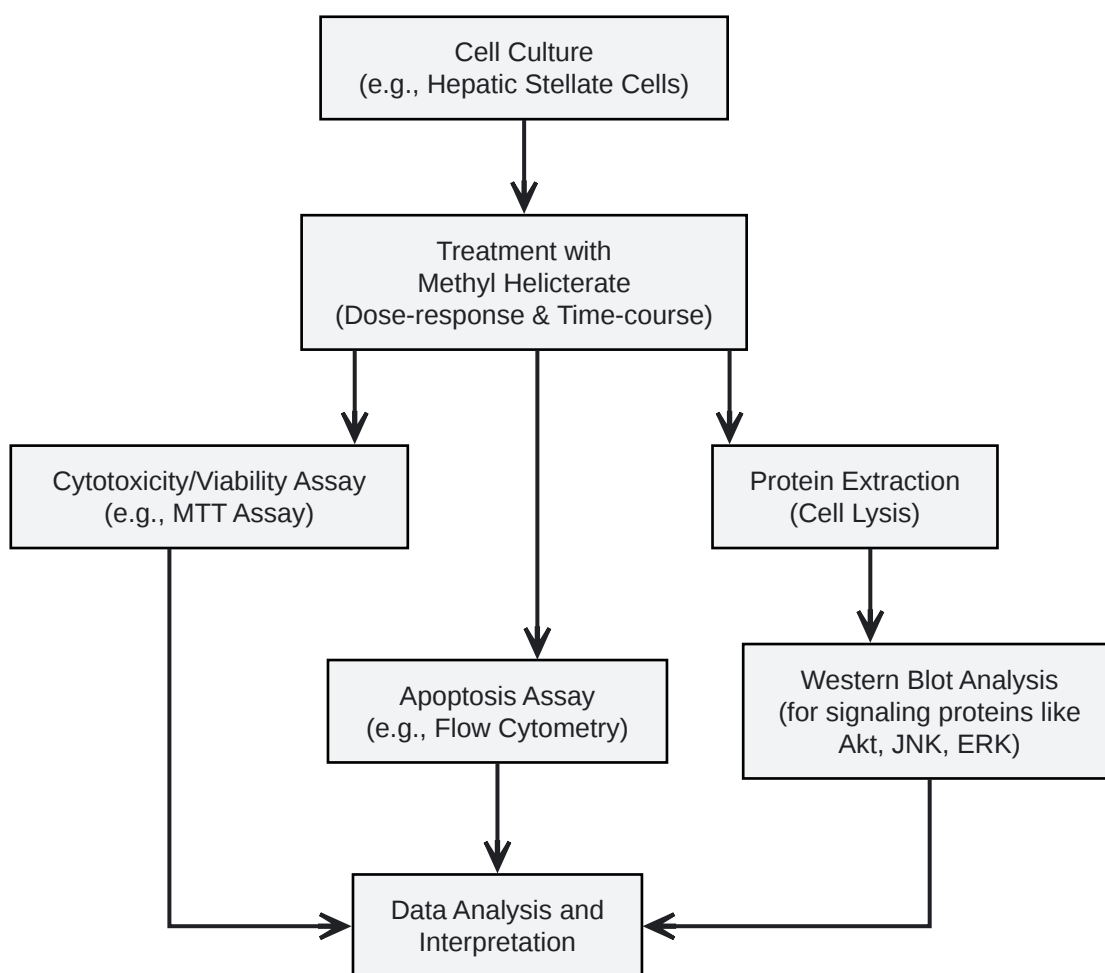 Cell Culture
(e.g., Hepatic Stellate Cells)
Treatment with
Methyl Helicterate
(Dose-response & Time-course)
Cytotoxicity/Viability Assay
(e.g., MTT Assay)
Protein Extraction
(Cell Lysis)
Apoptosis Assay
(e.g., Flow Cytometry)
Western Blot Analysis
(for signaling proteins like
Akt, JNK, ERK)
Data Analysis and
Interpretation